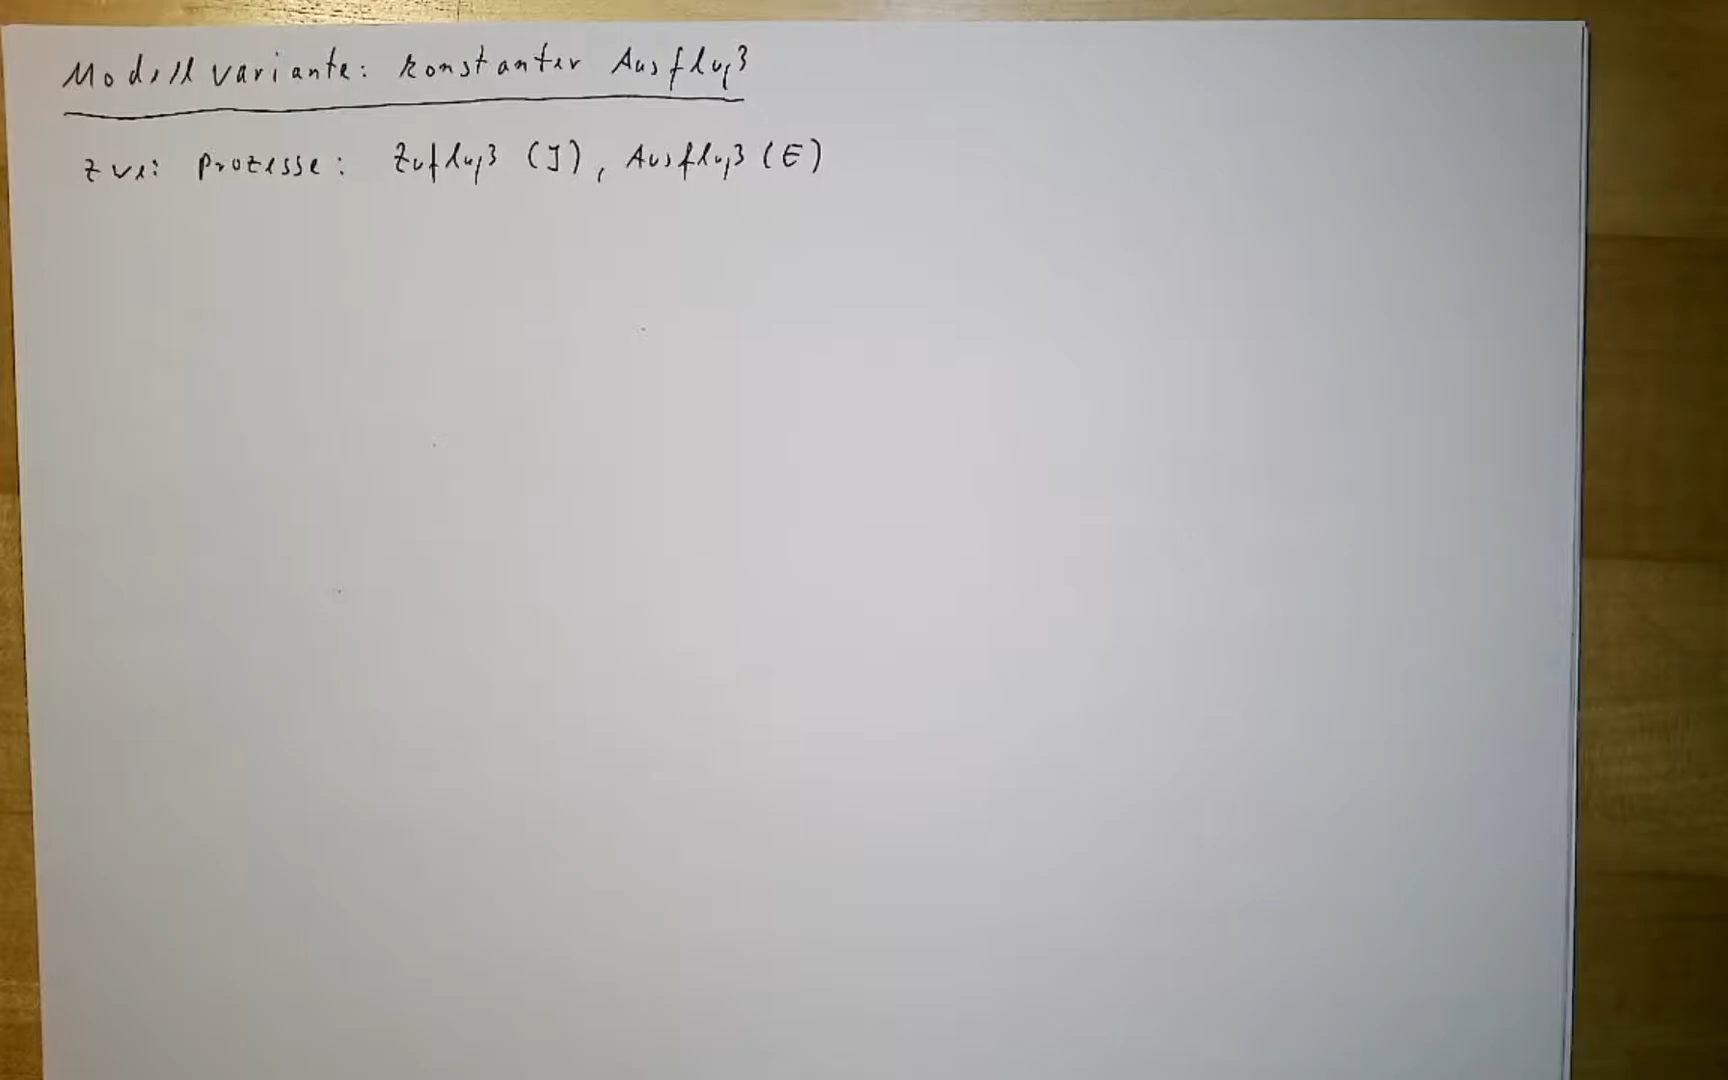 Modellvariante: konstanter Ausfluß
Zwei Prozesse: Zufluß (I), Ausfluß (E)